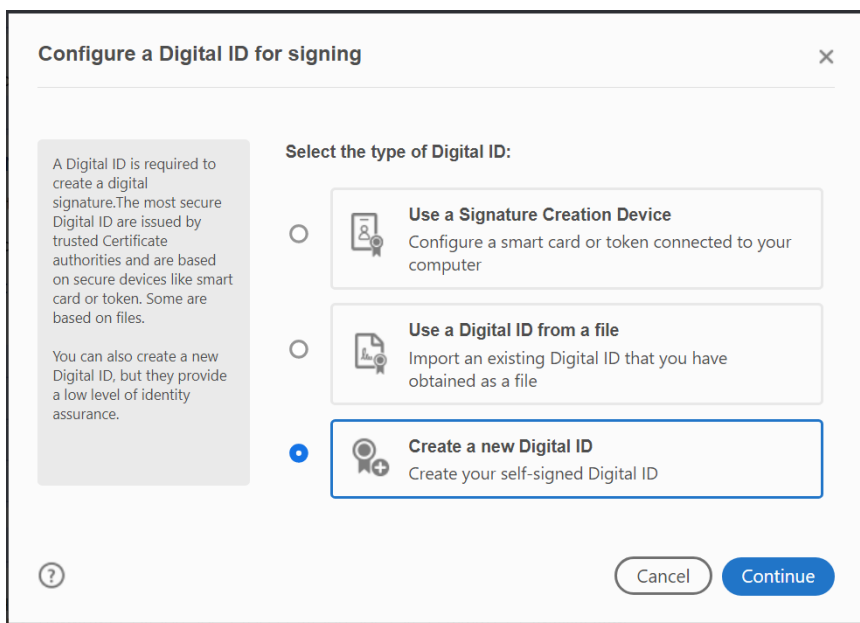 Configure a Digital ID for signing
A Digital ID is required to
create a digital
signature.The most secure
Digital ID are issued by
trusted Certificate
authorities and are based
on secure devices like smart
card or token. Some are
based on files.
You can also create a new
Digital ID, but they provide
a low level of identity
assurance.
Select the type of Digital ID:
Use a Signature Creation Device
Configure a smart card or token connected to your
computer
Use a Digital ID from a file
Import an existing Digital ID that you have
obtained as a file
Create a new Digital ID
Create your self-signed Digital ID
?
Cancel
Continue